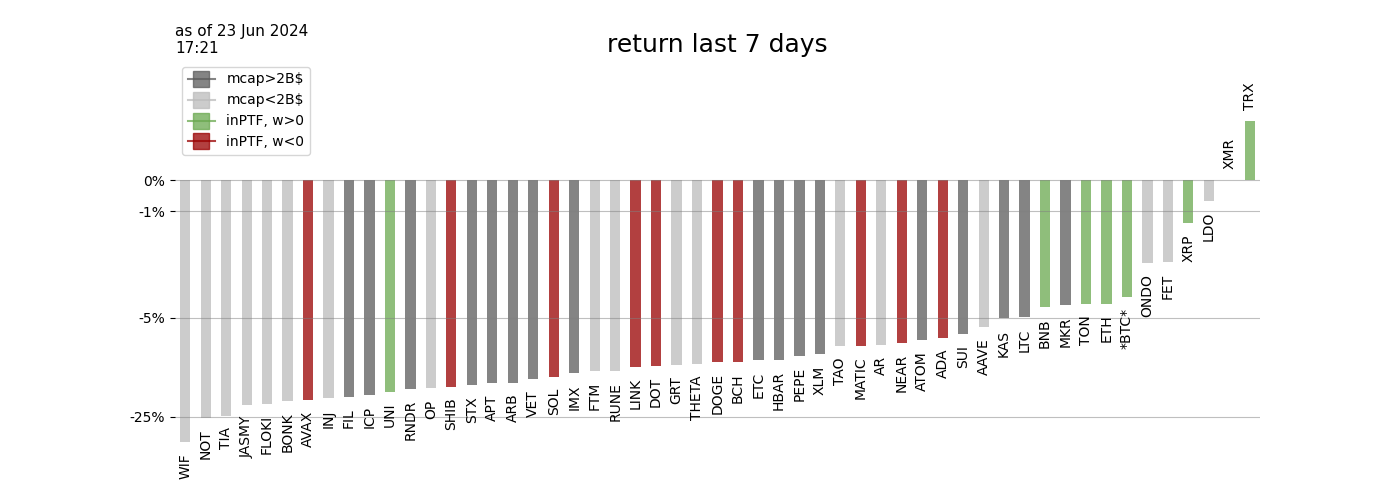 as of 23 Jun 2024
17:21
return last 7 days
mcap>2B$
mcap<2B$
inPTF, w>0
inPTF, w<0
0%
-1%
-5%
-25%
WIF
NOT
TIA
JASMY
FLOKI
BONK
AVAX
INJ
FIL
ICP
UNI
RNDR
OP
SHIB
STX
APT
ARB
VET
SOL
IMX
FTM
RUNE
LINK
DOT
GRT
THETA
DOGE
BCH
ETC
HBAR
PEPE
XLM
TAO
MATIC
AR
NEAR
ATOM
ADA
SUI
AAVE
KAS
LTC
BNB
MKR
TON
ETH
*BTC*
ONDO
FET
XRP
LDO
XMR
TRX